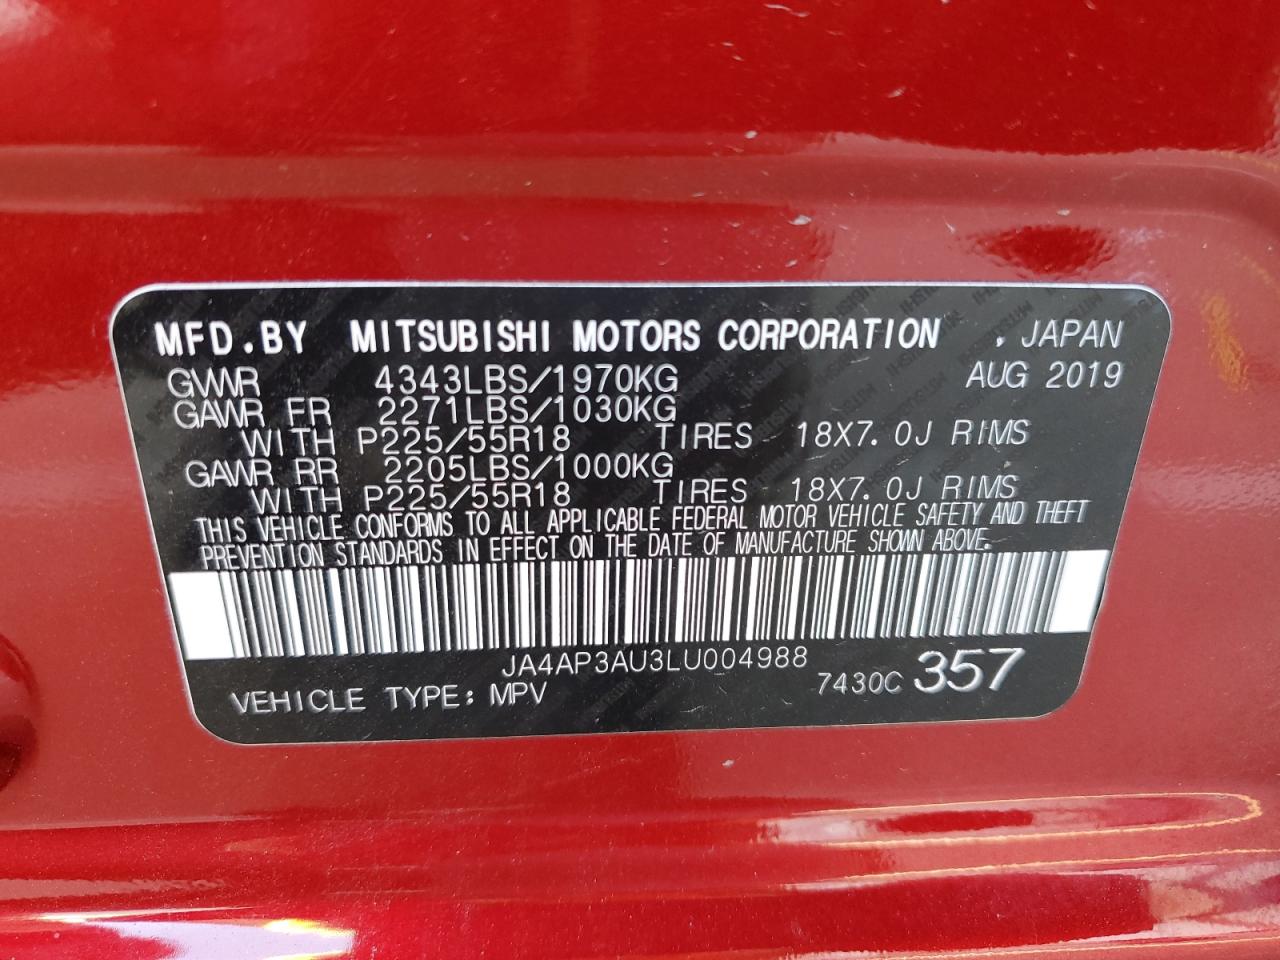 MFD.BY MITSUBISHI MOTORS CORPORATION , JAPAN
GVWR 4343LBS/1970KG AUG 2019
GAWR FR 2271LBS/1030KG
WITH P225/55R18 TIRES 18X7.0J RIMS
GAWR RR 2205LBS/1000KG
WITH P225/55R18 TIRES 18X7.0J RIMS
THIS VEHICLE CONFORMS TO ALL APPLICABLE FEDERAL MOTOR VEHICLE SAFETY AND THEFT
PREVENTION STANDARDS IN EFFECT ON THE DATE OF MANUFACTURE SHOWN ABOVE.
JA4AP3AU3LU004988
VEHICLE TYPE: MPV 7430C 357